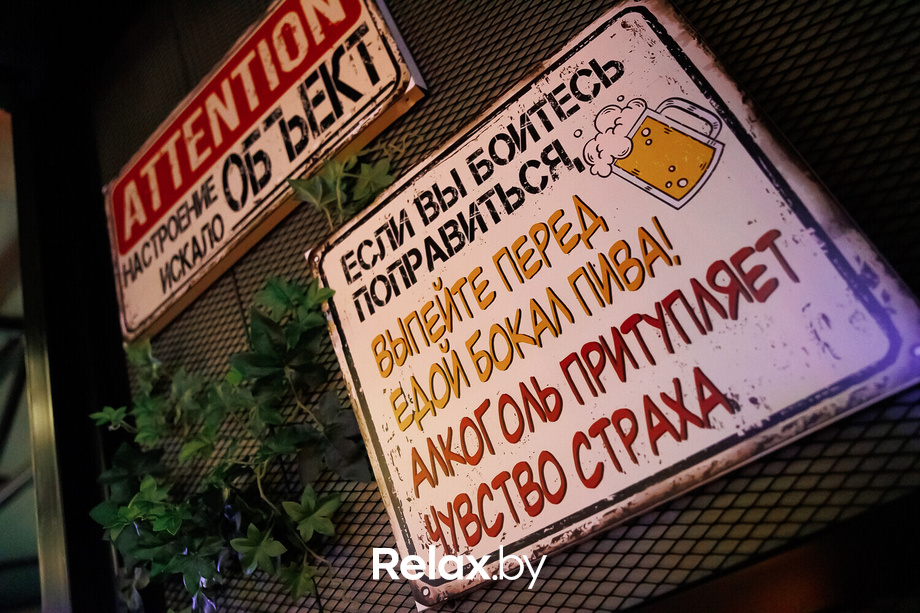 ATTENTION
НАСТРОЕНИЕ
ИСКАЛО
ОБЪЕКТ
ЕСЛИ ВЫ БОИТЕСЬ
ПОПРАВИТЬСЯ,
ВЫПЕЙТЕ ПЕРЕД
ЕДОЙ БОКАЛ ПИВА!
АЛКОГОЛЬ ПРИТУПЛЯЕТ
ЧУВСТВО СТРАХА
Relax.by